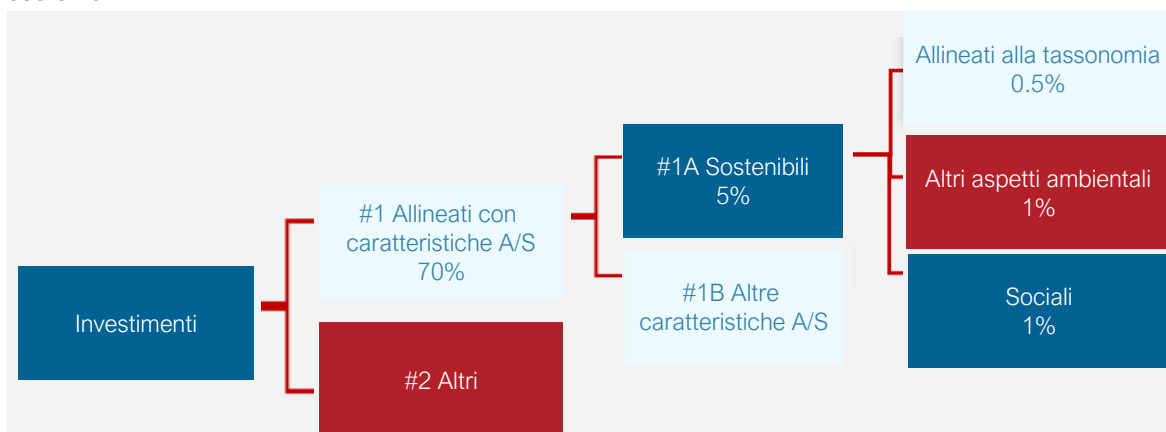 Investimenti
#1 Allineati con
caratteristiche A/S
70%
#2 Altri
#1A Sostenibili
5%
#1B Altre
caratteristiche A/S
Allineati alla tassonomia
0.5%
Altri aspetti ambientali
1%
Sociali
1%